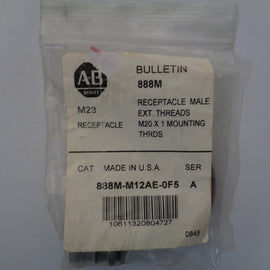 A-B
QUALITY
BULLETIN
888M
RECEPTACLE MALE
M23
EXT. THREADS
RECEPTACLE
M20 X 1 MOUNTING
THRDS.
CAT MADE IN U.S.A. SER
888M-M12AE-0F5 A
10611320804727
0845